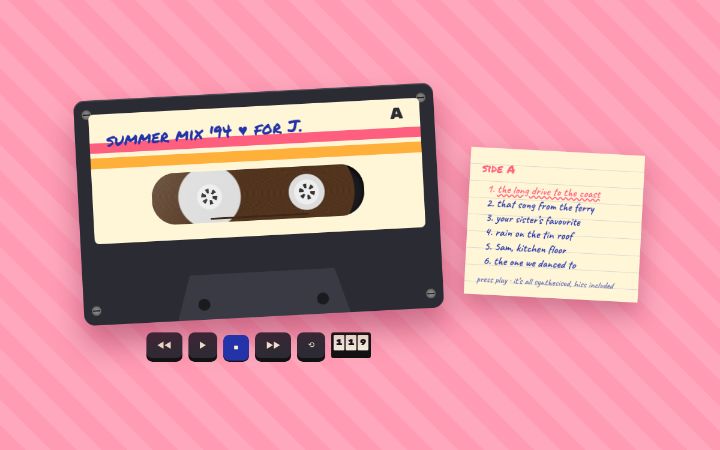 SUMMER MIX '94 ♥ FOR J.
A
SIDE A
1. the long drive to the coast
2. that song from the ferry
3. your sister's favourite
4. rain on the tin roof
5. Sam, kitchen floor
6. the one we danced to
press play · it's all synthesised, hiss included
119